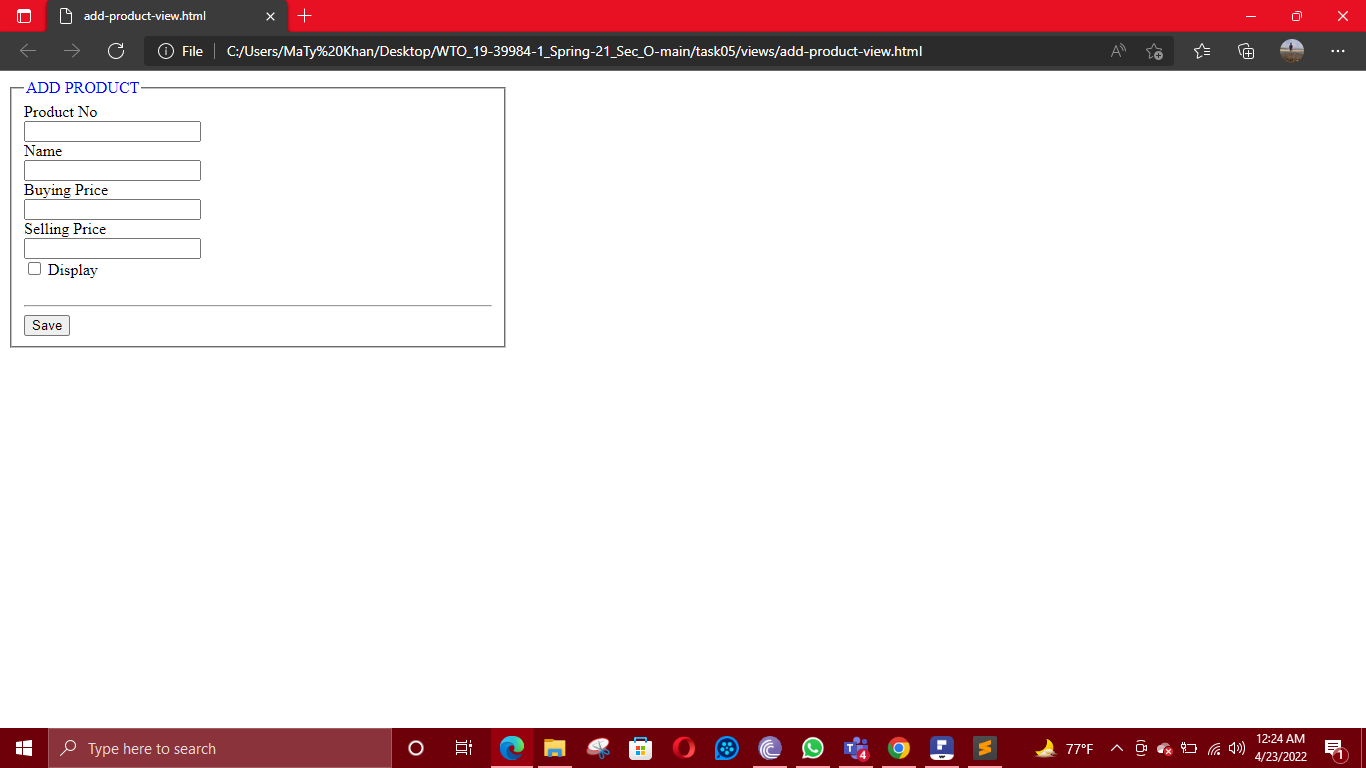 add-product-view.html
File
C:/Users/MaTy%20Khan/Desktop/WTO_19-39984-1_Spring-21_Sec_O-main/task05/views/add-product-view.html
ADD PRODUCT
Product No
Name
Buying Price
Selling Price
Display
Save
Type here to search
4
77°F
12:24 AM
4/23/2022
1